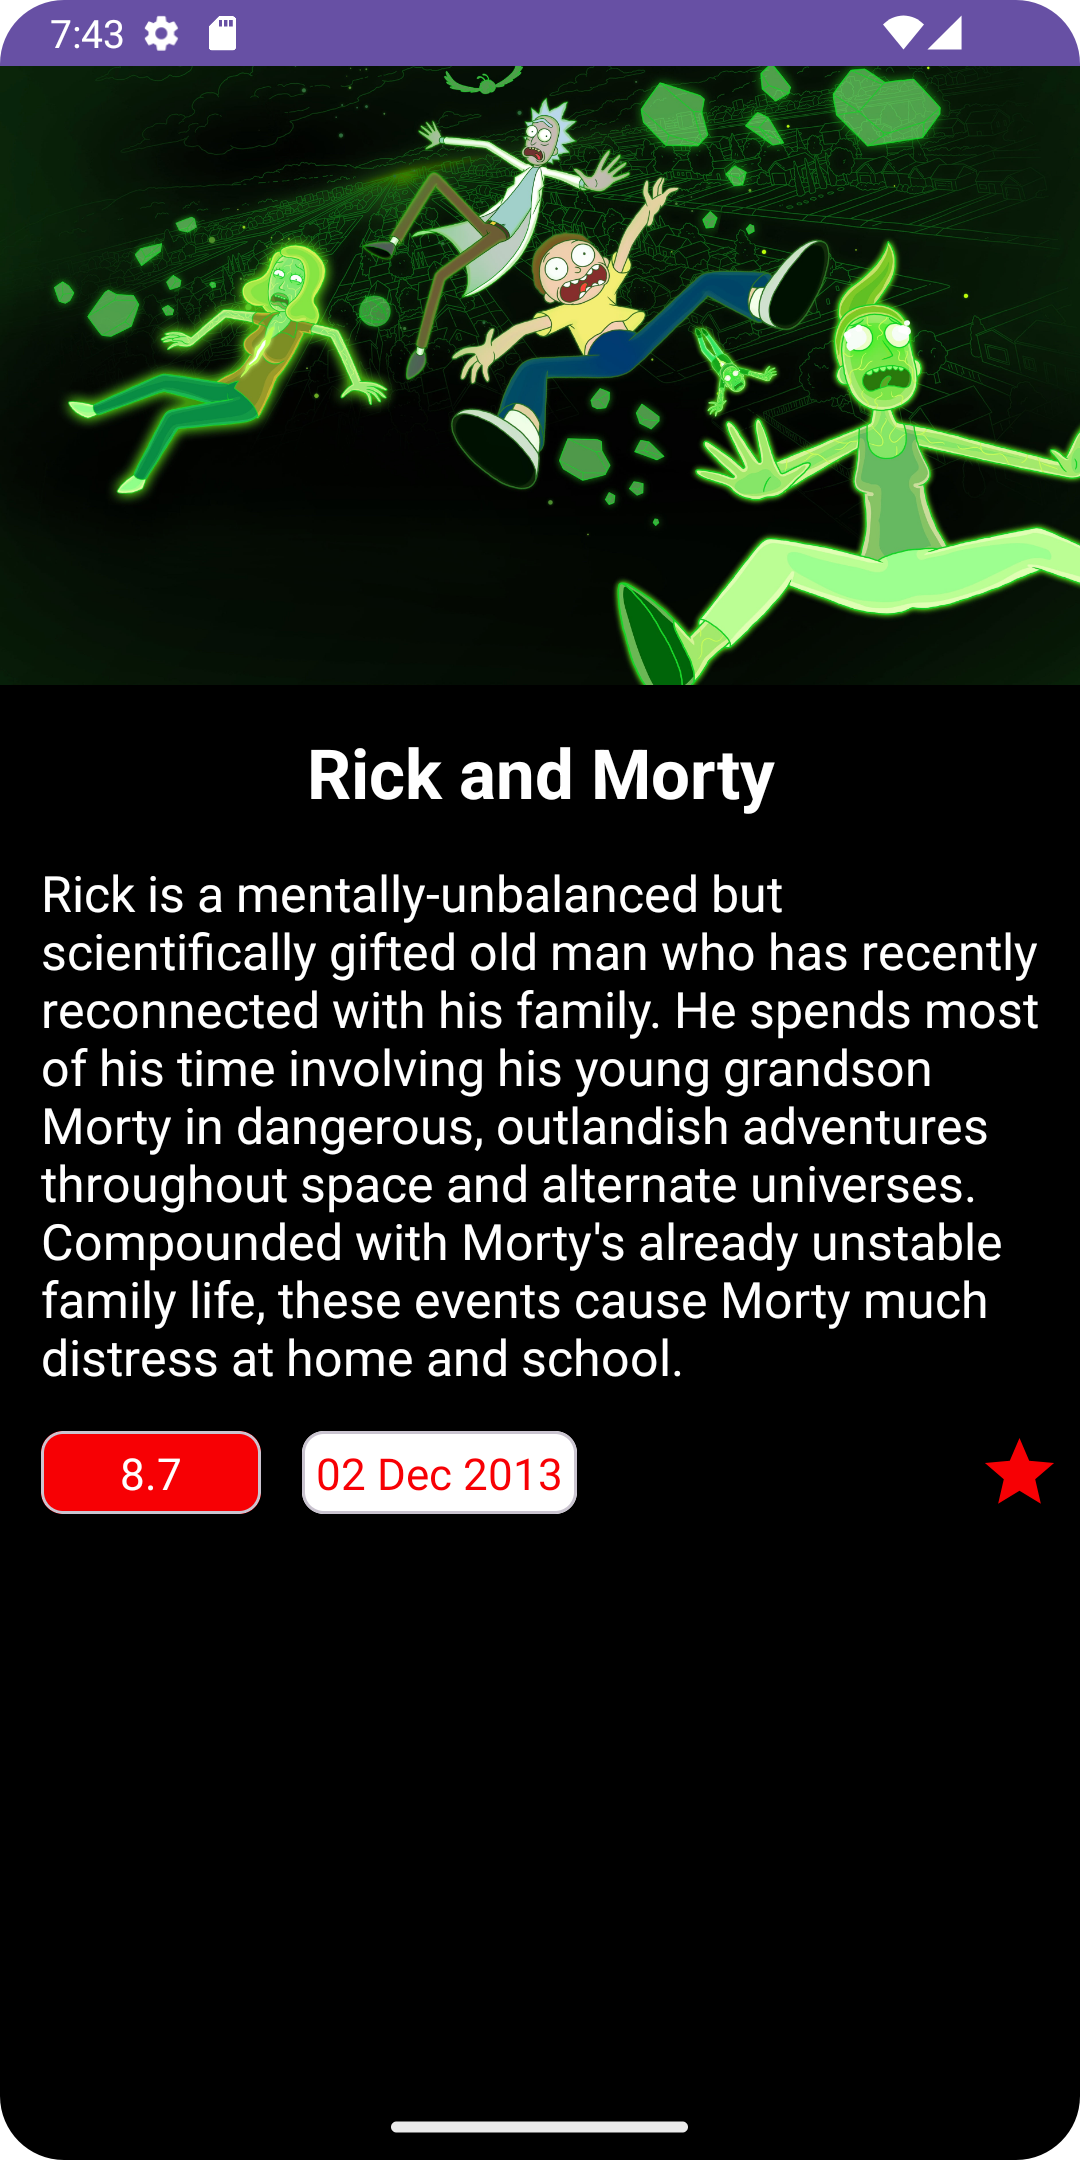 7:43
Rick and Morty
Rick is a mentally-unbalanced but
scientifically gifted old man who has recently
reconnected with his family. He spends most
of his time involving his young grandson
Morty in dangerous, outlandish adventures
throughout space and alternate universes.
Compounded with Morty's already unstable
family life, these events cause Morty much
distress at home and school.
8.7
02 Dec 2013